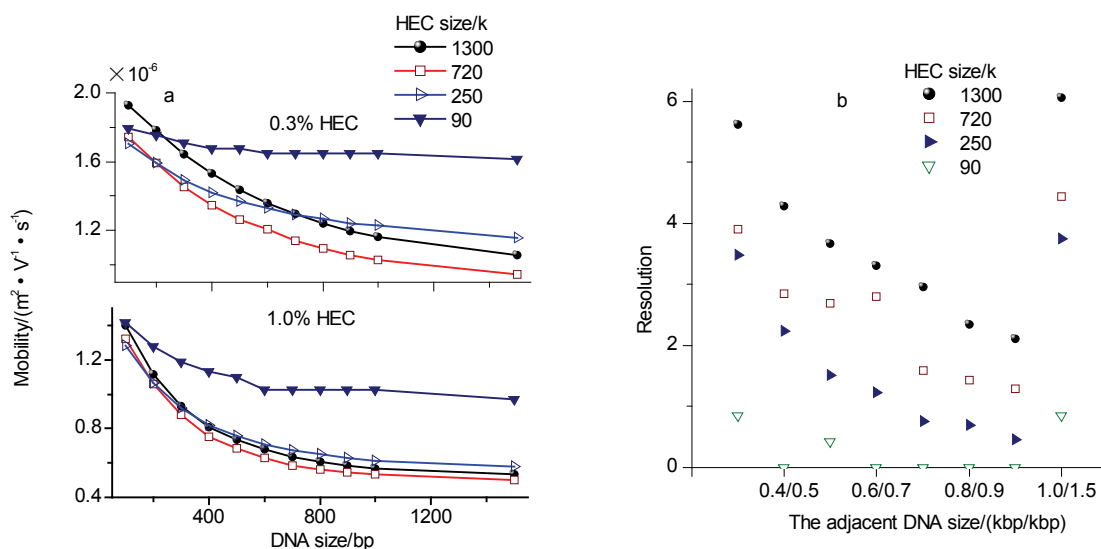 HEC size/k
1300
720
250
90
×10⁻⁶
a
0.3% HEC
2.0
1.6
1.2
1.0% HEC
1.2
0.8
0.4
400
800
1200
DNA size/bp
Mobility/(m² • V⁻¹ • s⁻¹)
HEC size/k
1300
720
250
90
b
6
4
2
0
Resolution
0.4/0.5
0.6/0.7
0.8/0.9
1.0/1.5
The adjacent DNA size/(kbp/kbp)